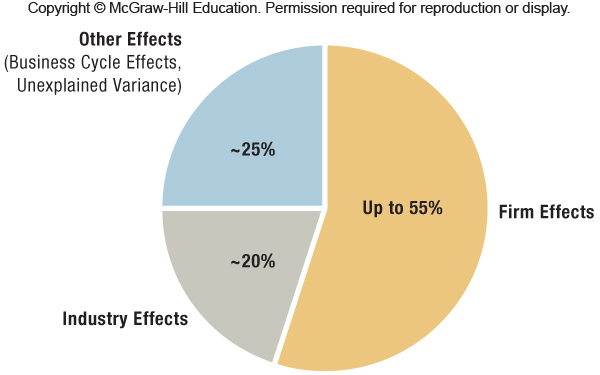 Copyright © McGraw-Hill Education. Permission required for reproduction or display.
Other Effects
(Business Cycle Effects,
Unexplained Variance)
~25%
Up to 55%
Firm Effects
~20%
Industry Effects